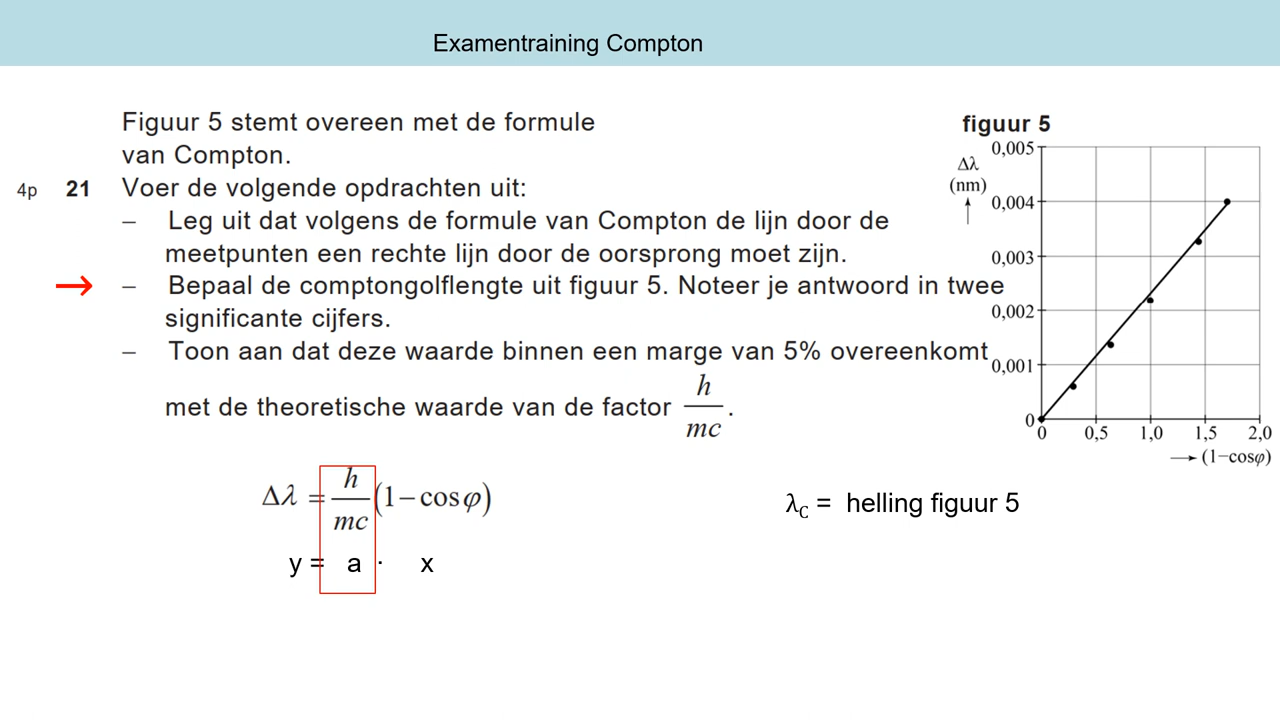 Examentraining Compton
Figuur 5 stemt overeen met de formule
van Compton.
4p 21 Voer de volgende opdrachten uit:
– Leg uit dat volgens de formule van Compton de lijn door de
meetpunten een rechte lijn door de oorsprong moet zijn.
→ – Bepaal de comptongolflengte uit figuur 5. Noteer je antwoord in twee
significante cijfers.
– Toon aan dat deze waarde binnen een marge van 5% overeenkomt
met de theoretische waarde van de factor h/mc.
figuur 5
Δλ
(nm)
0,005
0,004
0,003
0,002
0,001
0
0 0,5 1,0 1,5 2,0
→ (1−cosφ)
Δλ = h/mc (1−cosφ)
y = a · x
λC = helling figuur 5